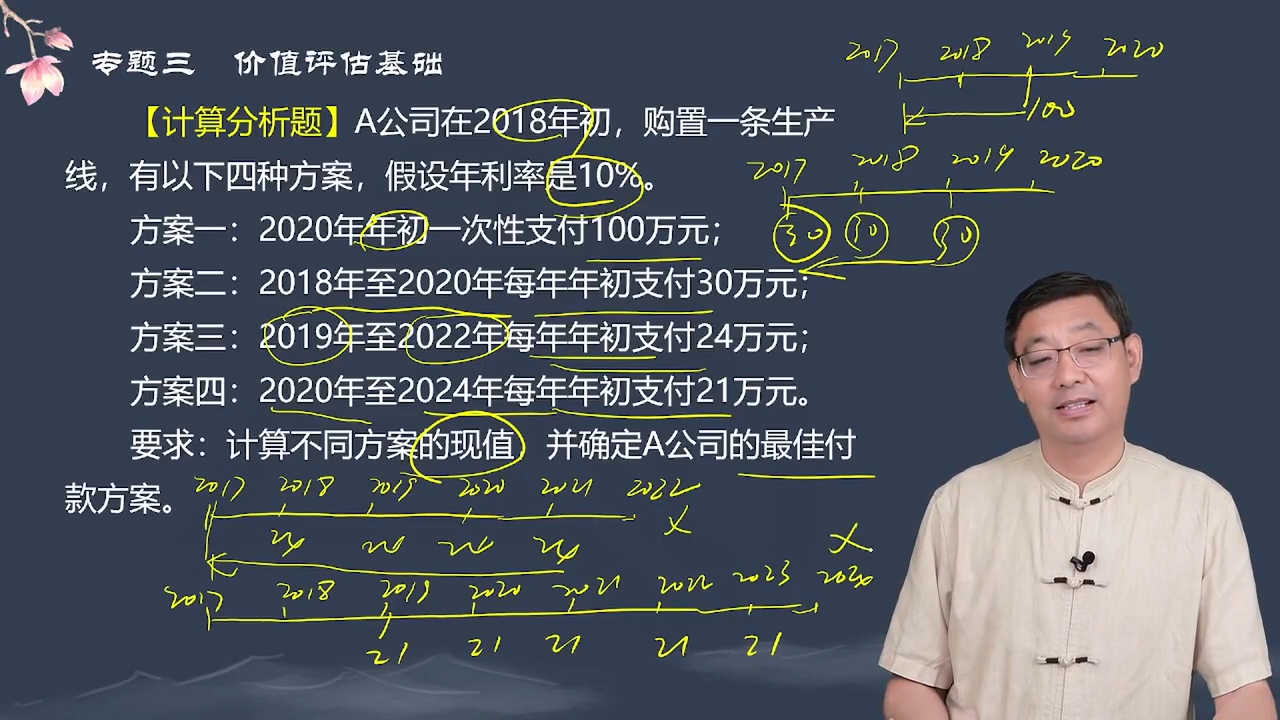 专题三 价值评估基础
2017 2018 2019 2020
100
【计算分析题】A公司在2018年初，购置一条生产
线，有以下四种方案，假设年利率是10%。
2017 2018 2019 2020
方案一：2020年年初一次性支付100万元；
30 30 30
方案二：2018年至2020年每年年初支付30万元；
方案三：2019年至2022年每年年初支付24万元；
方案四：2020年至2024年每年年初支付21万元。
要求：计算不同方案的现值，并确定A公司的最佳付
款方案。
2017 2018 2019 2020 2021 2022
24 24 24 24
2017 2018 2019 2020 2021 2022 2023
21 21 21 21 21